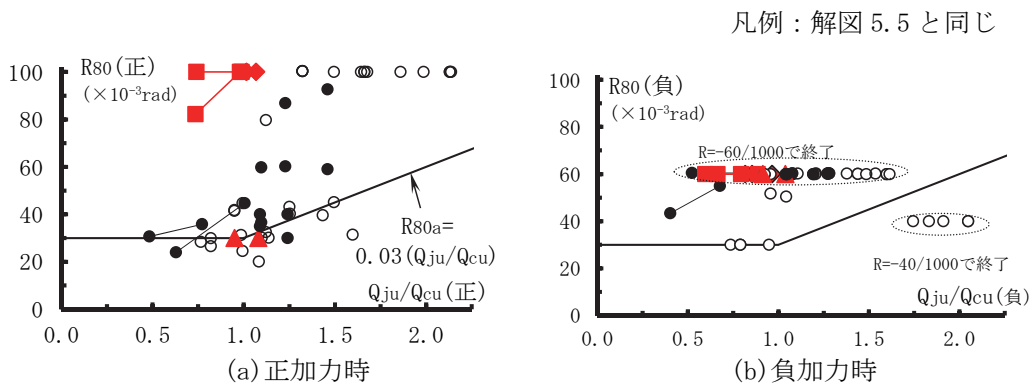 凡例：解図 5.5 と同じ
R80(正)
(×10⁻³rad)
100
80
60
40
20
0
R80a=
0.03(Qju/Qcu)
Qju/Qcu(正)
0.0
0.5
1.0
1.5
2.0
(a)正加力時
R80(負)
(×10⁻³rad)
100
80
60
40
20
0
R=-60/1000で終了
R=-40/1000で終了
Qju/Qcu(負)
0.0
0.5
1.0
1.5
2.0
(b)負加力時